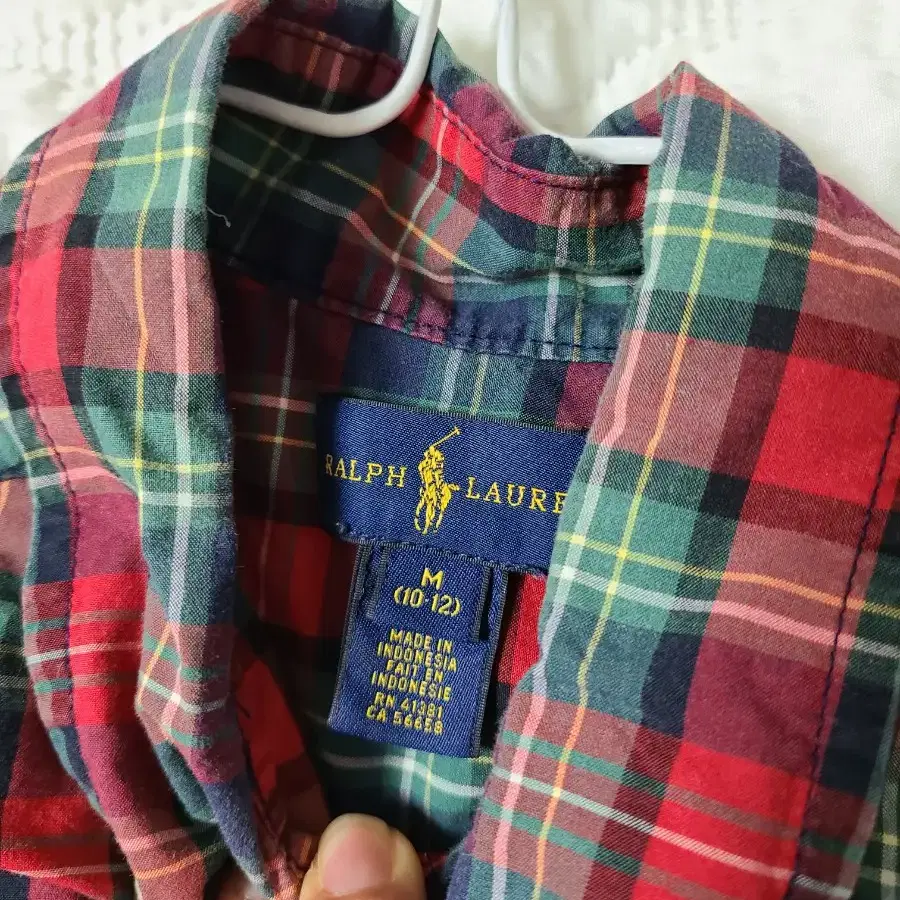 RALPH LAURE
M
(10-12)
MADE IN
INDONESIA
FAIT EN
INDONESIE
RN 41381
CA 56658